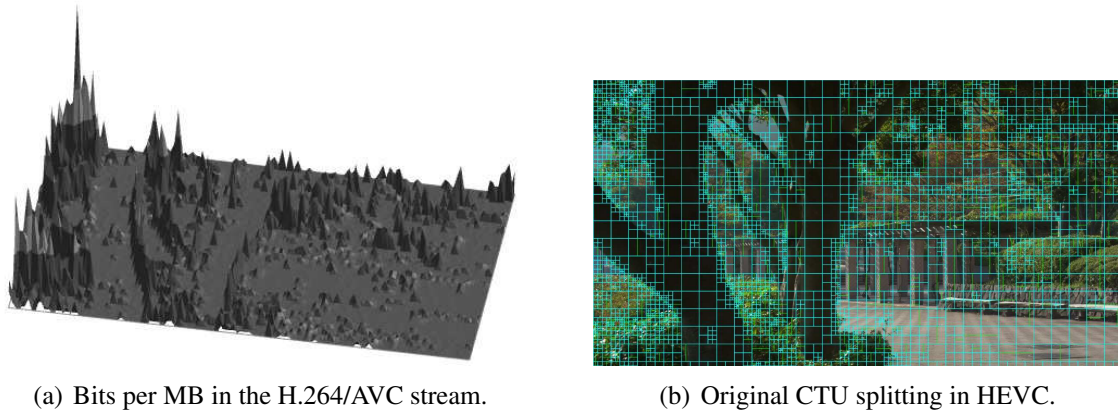 (a) Bits per MB in the H.264/AVC stream.
(b) Original CTU splitting in HEVC.